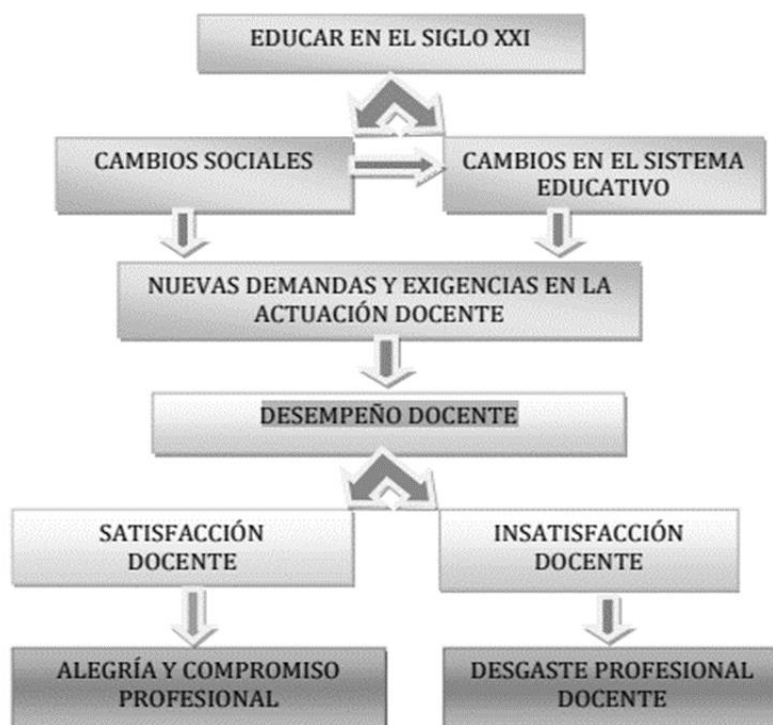 EDUCAR EN EL SIGLO XXI
CAMBIOS SOCIALES
CAMBIOS EN EL SISTEMA
EDUCATIVO
NUEVAS DEMANDAS Y EXIGENCIAS EN LA
ACTUACIÓN DOCENTE
DESEMPEÑO DOCENTE
SATISFACCIÓN
DOCENTE
INSATISFACCIÓN
DOCENTE
ALEGRÍA Y COMPROMISO
PROFESIONAL
DESGASTE PROFESIONAL
DOCENTE